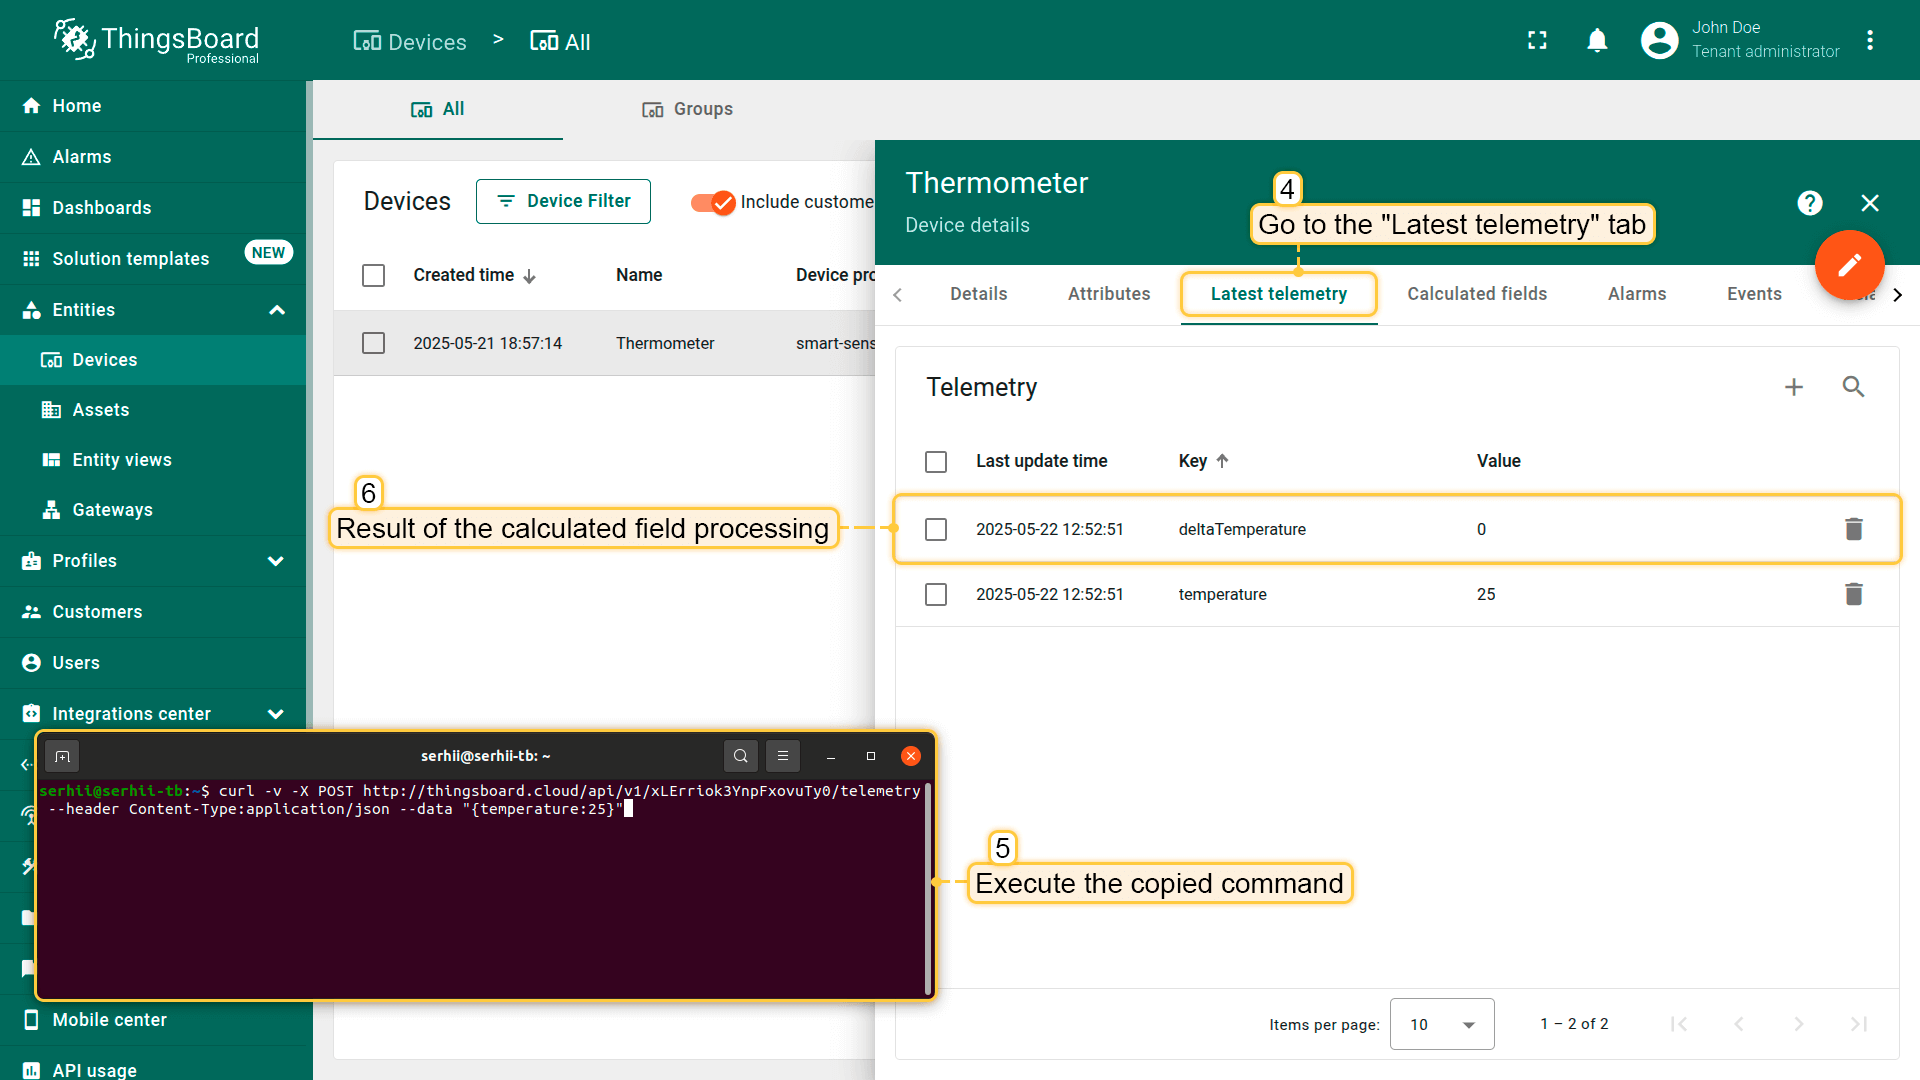 ThingsBoard
Professional
Devices > All
John Doe
Tenant administrator
Home
Alarms
Dashboards
Solution templates NEW
Entities
Devices
Assets
Entity views
Gateways
Profiles
Customers
Users
Integrations center
Mobile center
API usage
All
Groups
Devices
Device Filter
Include custome
Created time
Name
Device pro
2025-05-21 18:57:14
Thermometer
smart-sens
Thermometer
Device details
4
Go to the "Latest telemetry" tab
Details
Attributes
Latest telemetry
Calculated fields
Alarms
Events
Telemetry
Last update time
Key
Value
6
Result of the calculated field processing
2025-05-22 12:52:51
deltaTemperature
0
2025-05-22 12:52:51
temperature
25
serhii@serhii-tb: ~
serhii@serhii-tb:~$ curl -v -X POST http://thingsboard.cloud/api/v1/xLErriok3YnpFxovuTy0/telemetry
--header Content-Type:application/json --data "{temperature:25}"
5
Execute the copied command
Items per page:
10
1 – 2 of 2